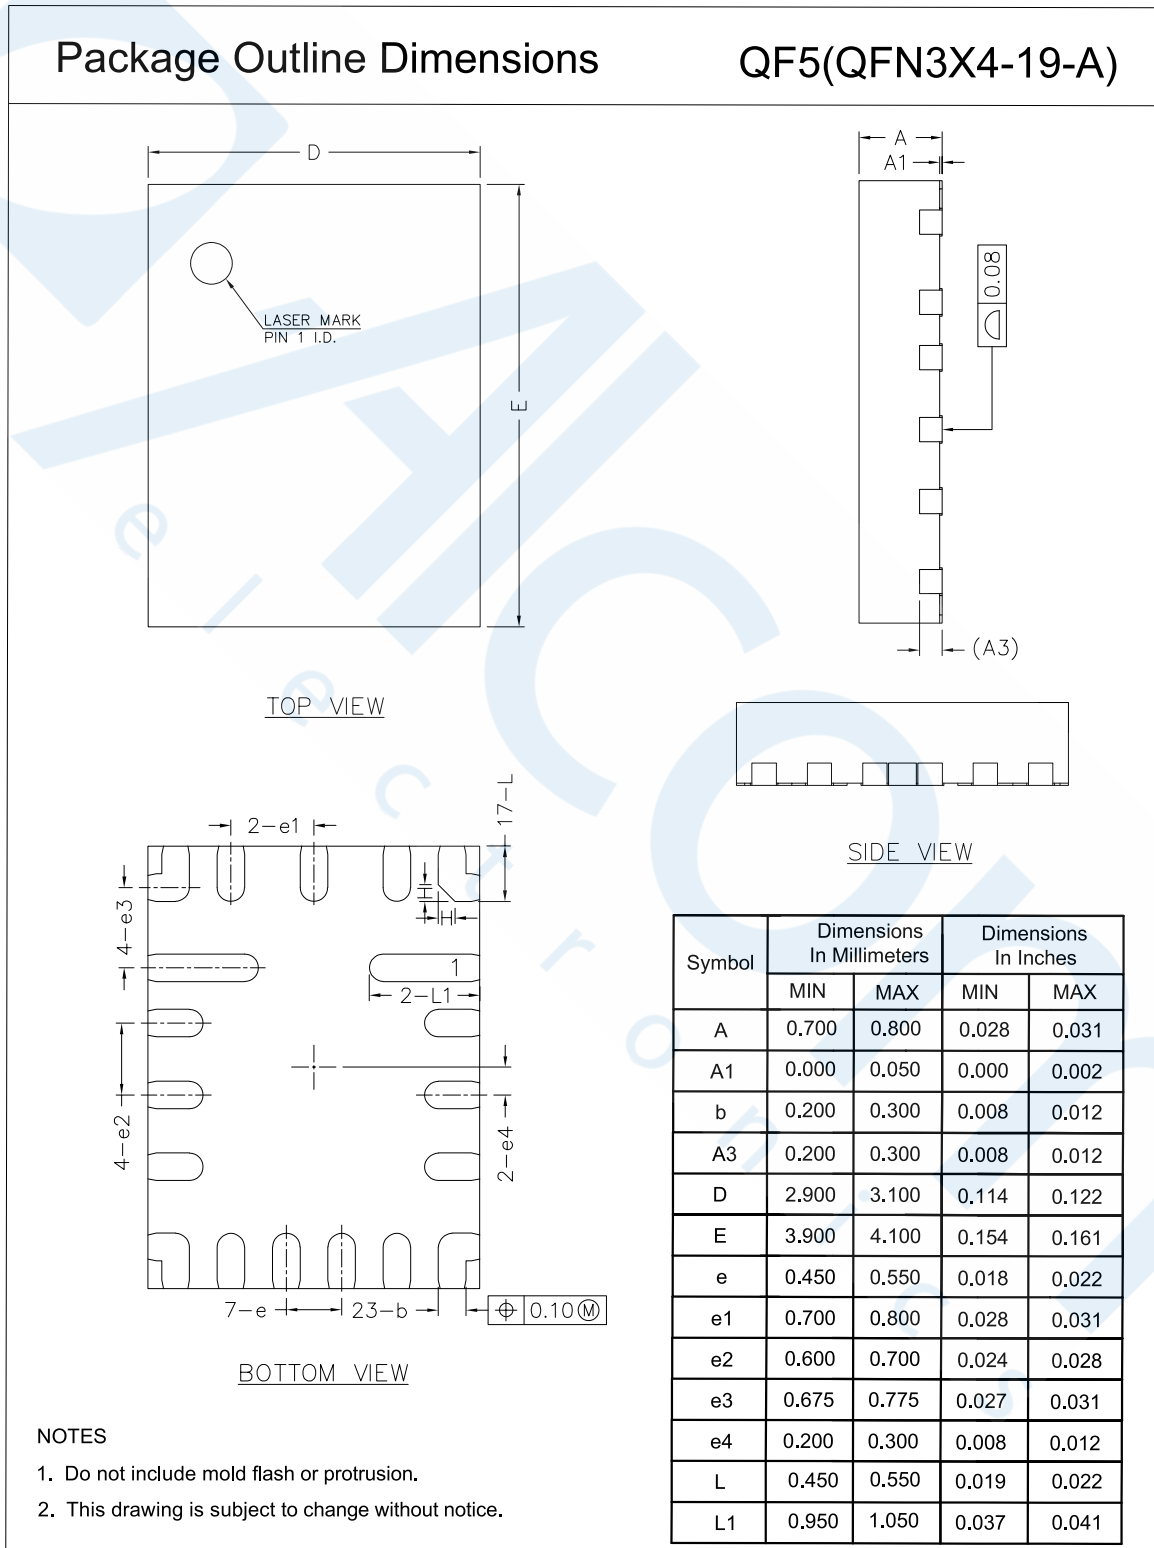 Package Outline Dimensions QF5(QFN3X4-19-A)
D
LASER MARK
PIN 1 I.D.
E
TOP VIEW
A
A1
0.08
(A3)
SIDE VIEW
2-e1
17-L
4-e3
H
H
1
2-L1
4-e2
2-e4
7-e
23-b
0.10 M
BOTTOM VIEW
Symbol Dimensions In Millimeters Dimensions In Inches
MIN MAX MIN MAX
A 0.700 0.800 0.028 0.031
A1 0.000 0.050 0.000 0.002
b 0.200 0.300 0.008 0.012
A3 0.200 0.300 0.008 0.012
D 2.900 3.100 0.114 0.122
E 3.900 4.100 0.154 0.161
e 0.450 0.550 0.018 0.022
e1 0.700 0.800 0.028 0.031
e2 0.600 0.700 0.024 0.028
e3 0.675 0.775 0.027 0.031
e4 0.200 0.300 0.008 0.012
L 0.450 0.550 0.019 0.022
L1 0.950 1.050 0.037 0.041
NOTES
1. Do not include mold flash or protrusion.
2. This drawing is subject to change without notice.
electronics